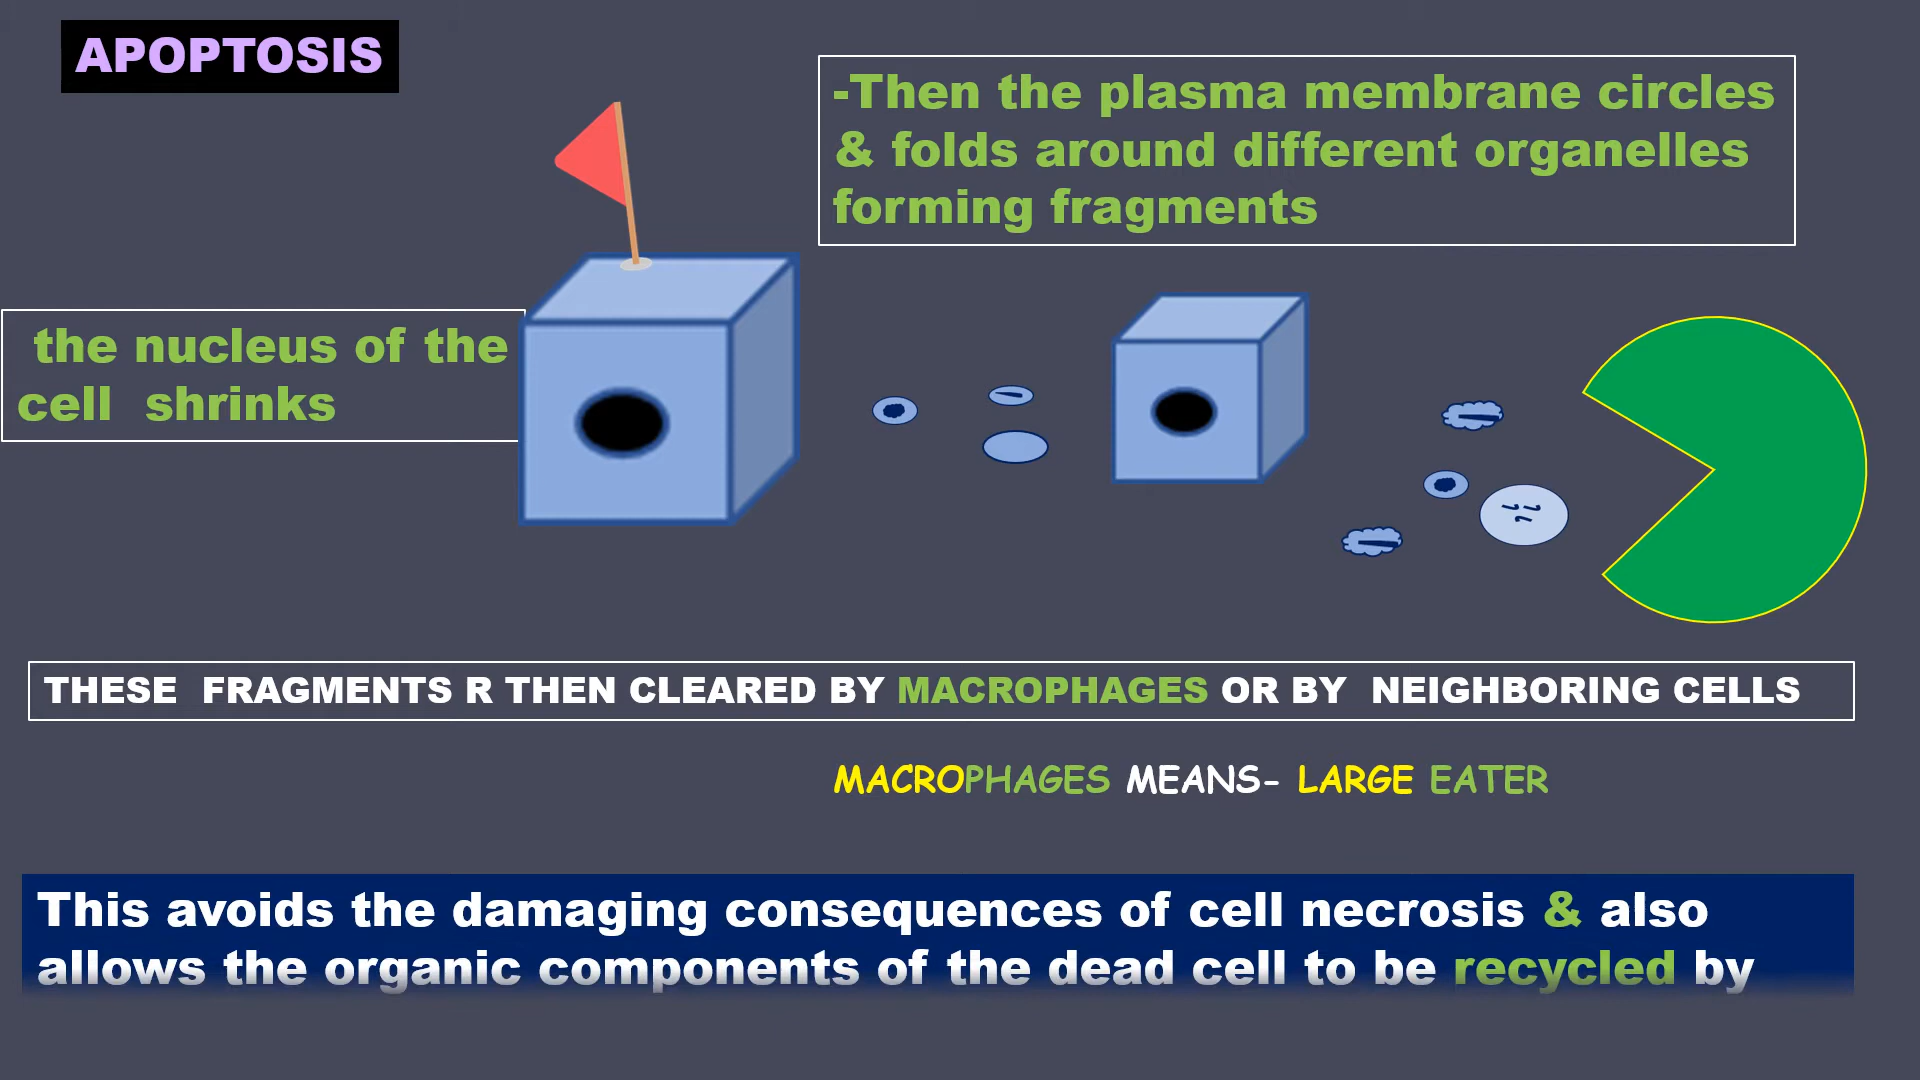 APOPTOSIS
-Then the plasma membrane circles
& folds around different organelles
forming fragments
the nucleus of the
cell shrinks
THESE FRAGMENTS R THEN CLEARED BY MACROPHAGES OR BY NEIGHBORING CELLS
MACROPHAGES MEANS- LARGE EATER
This avoids the damaging consequences of cell necrosis & also
allows the organic components of the dead cell to be recycled by